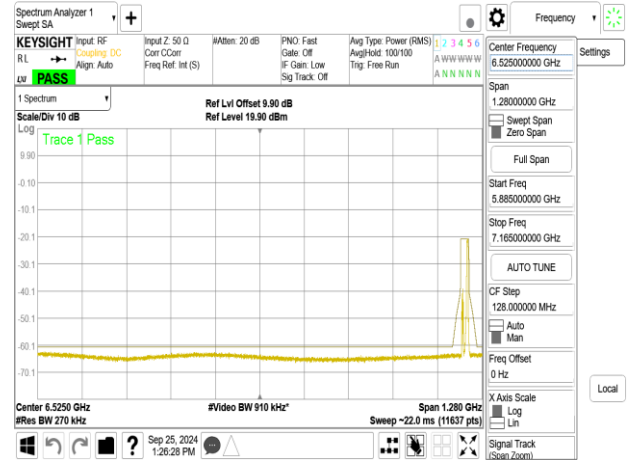 Spectrum Analyzer 1
Swept SA
Frequency
KEYSIGHT
RL
LXI PASS
Input: RF
Coupling: DC
Align: Auto
Input Z: 50 Ω
Corr CCorr
Freq Ref: Int (S)
#Atten: 20 dB
PNO: Fast
Gate: Off
IF Gain: Low
Sig Track: Off
Avg Type: Power (RMS)
Avg|Hold: 100/100
Trig: Free Run
1 2 3 4 5 6
A W W W W W
A N N N N N
Center Frequency
6.525000000 GHz
Settings
Span
1.28000000 GHz
Swept Span
Zero Span
Full Span
Start Freq
5.885000000 GHz
Stop Freq
7.165000000 GHz
AUTO TUNE
CF Step
128.000000 MHz
Auto
Man
Freq Offset
0 Hz
X Axis Scale
Log
Lin
Signal Track
(Span Zoom)
Local
1 Spectrum
Scale/Div 10 dB
Ref Lvl Offset 9.90 dB
Ref Level 19.90 dBm
Log
Trace 1 Pass
9.90
-0.10
-10.1
-20.1
-30.1
-40.1
-50.1
-60.1
-70.1
Center 6.5250 GHz
#Res BW 270 kHz
#Video BW 910 kHz*
Span 1.280 GHz
Sweep ~22.0 ms (11637 pts)
Sep 25, 2024
1:26:28 PM